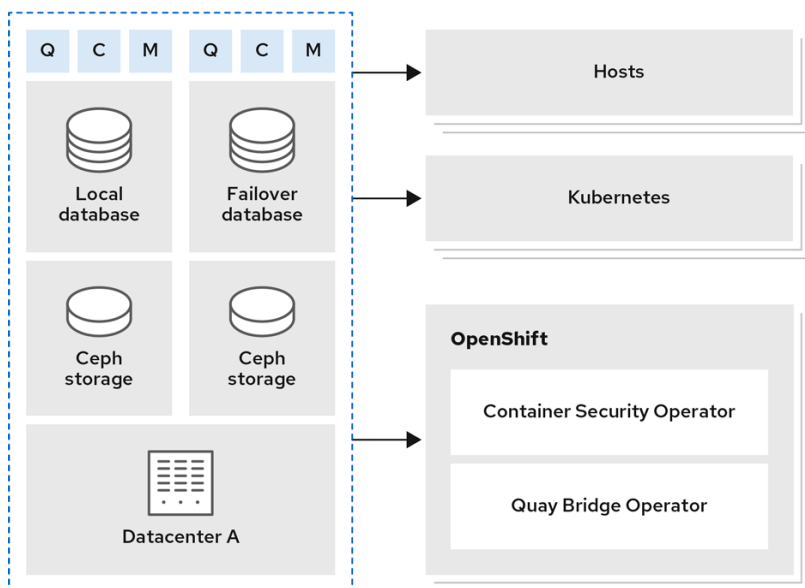 Q C M Q C M
Local
database
Failover
database
Ceph
storage
Ceph
storage
Datacenter A
Hosts
Kubernetes
OpenShift
Container Security Operator
Quay Bridge Operator